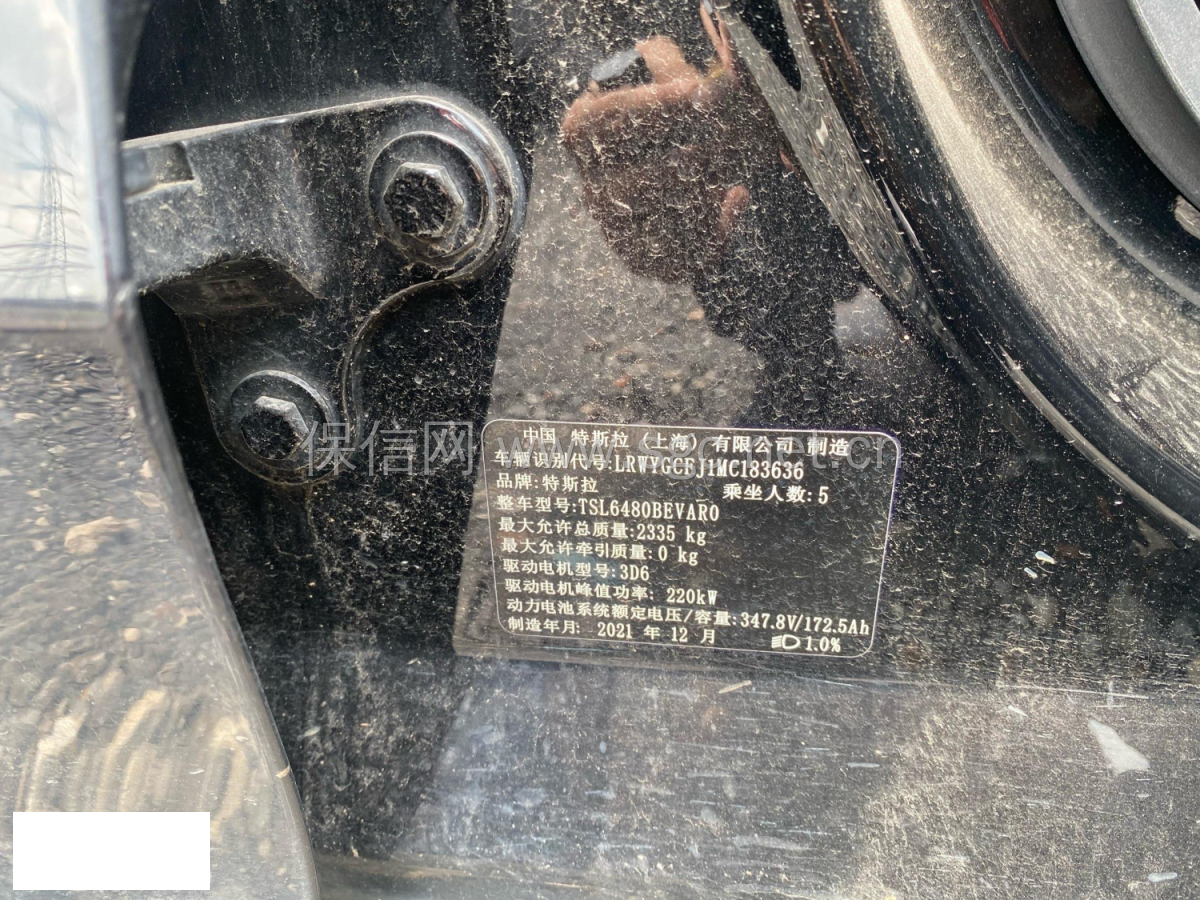 中国 特斯拉(上海)有限公司 制造
车辆识别代号:LRWYGCFJ1MC183636
品牌:特斯拉 乘坐人数:5
整车型号:TSL6480BEVAR0
最大允许总质量:2335 kg
最大允许牵引质量:0 kg
驱动电机型号:3D6
驱动电机峰值功率: 220kW
动力电池系统额定电压/容量:347.8V/172.5Ah
制造年月: 2021 年 12 月 1.0%
保信网 www.sgcmet.cn